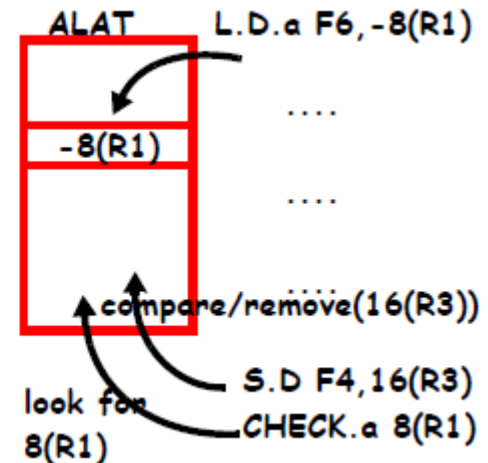 ALAT
L.D.a F6,-8(R1)
....
-8(R1)
....
....
compare/remove(16(R3))
S.D F4,16(R3)
look for
CHECK.a 8(R1)
8(R1)